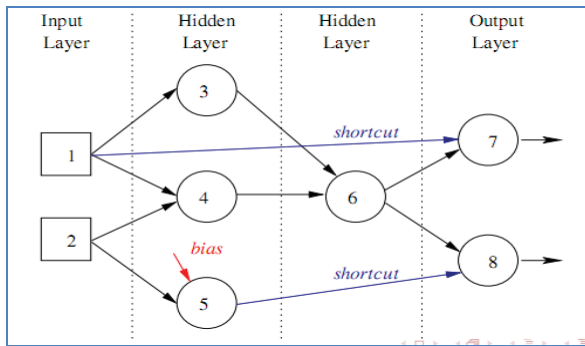 Input Layer
Hidden Layer
Hidden Layer
Output Layer
3
shortcut
7
1
4
6
2
bias
8
shortcut
5